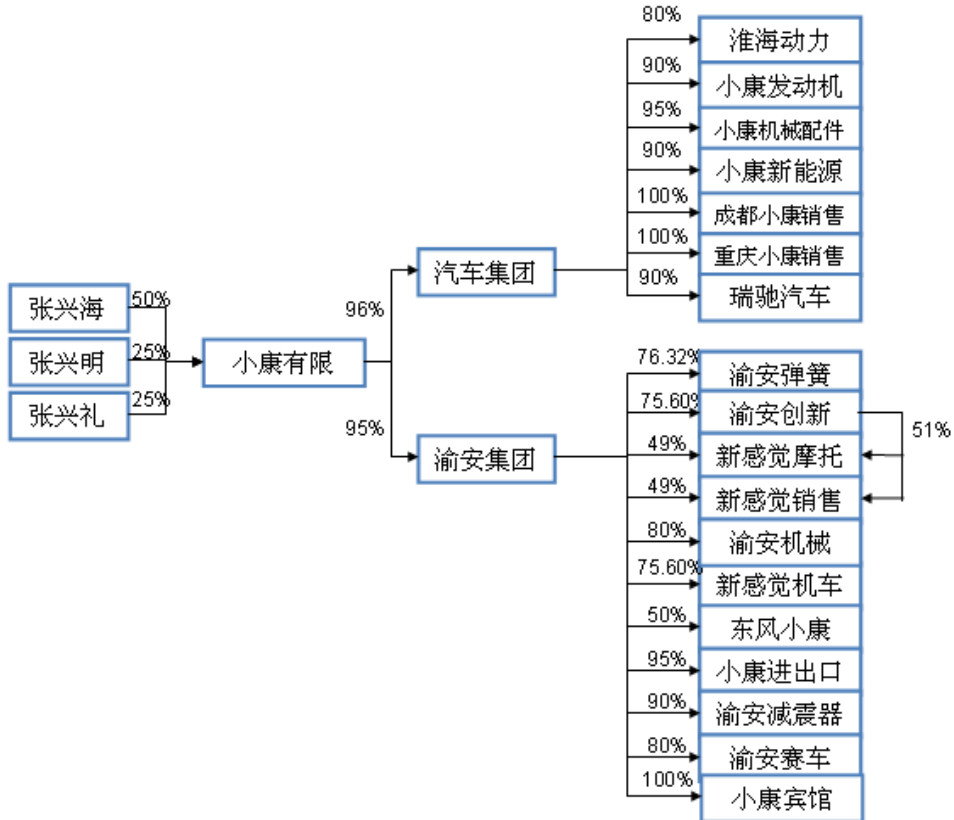 80%
淮海动力
90%
小康发动机
95%
小康机械配件
90%
小康新能源
100%
成都小康销售
100%
重庆小康销售
90%
瑞驰汽车
汽车集团
96%
张兴海
50%
张兴明
25%
张兴礼
25%
小康有限
95%
渝安集团
76.32%
渝安弹簧
75.60%
渝安创新
51%
49%
新感觉摩托
49%
新感觉销售
80%
渝安机械
75.60%
新感觉机车
50%
东风小康
95%
小康进出口
90%
渝安减震器
80%
渝安赛车
100%
小康宾馆